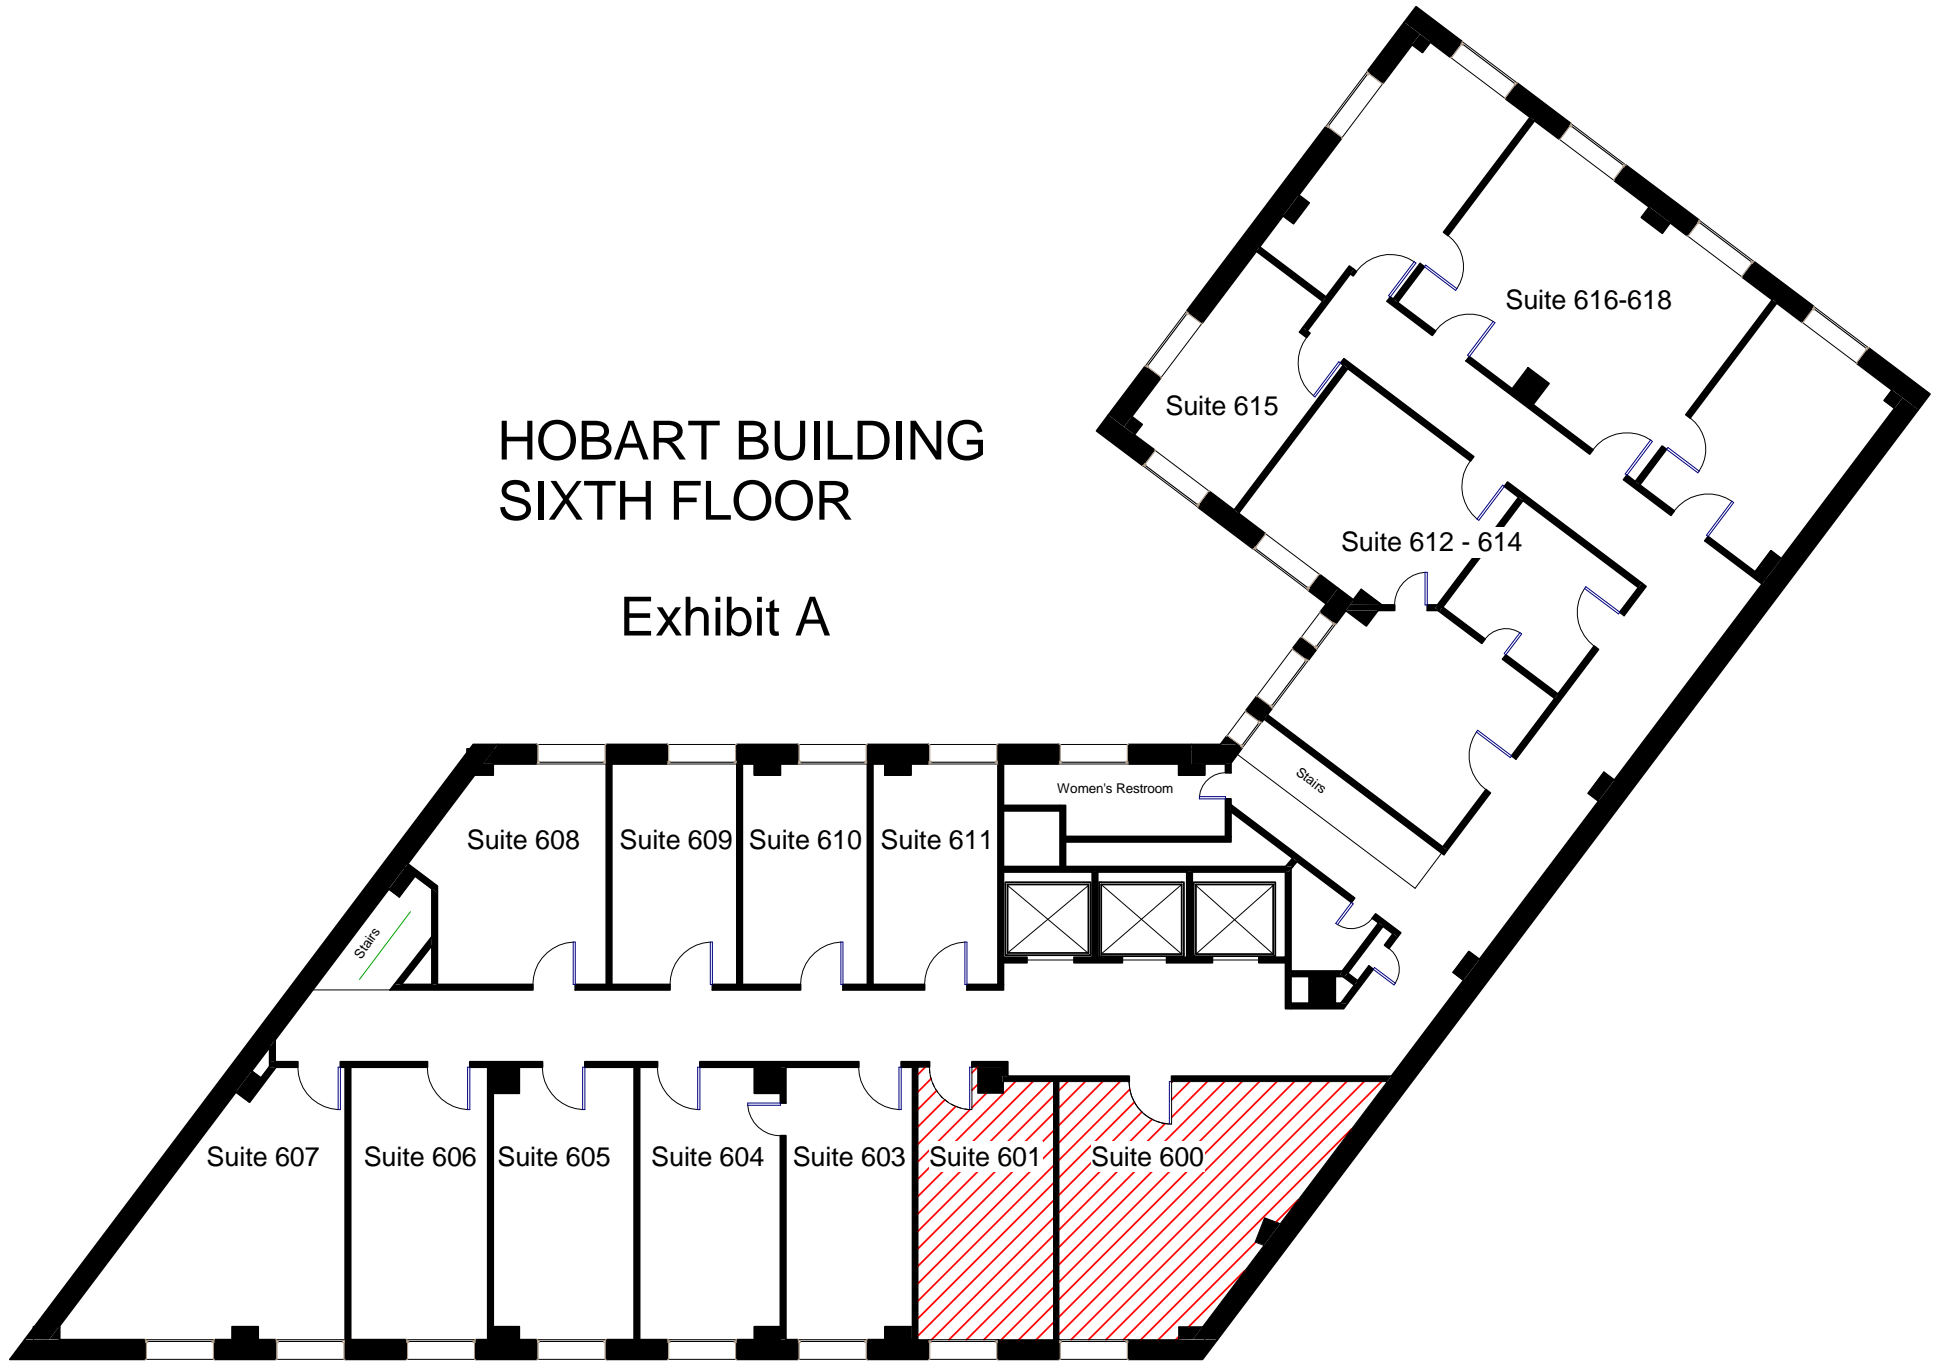 HOBART BUILDING
SIXTH FLOOR
Exhibit A
Suite 616-618
Suite 615
Suite 612 - 614
Stairs
Women's Restroom
Suite 608
Suite 609
Suite 610
Suite 611
Stairs
Suite 607
Suite 606
Suite 605
Suite 604
Suite 603
Suite 601
Suite 600